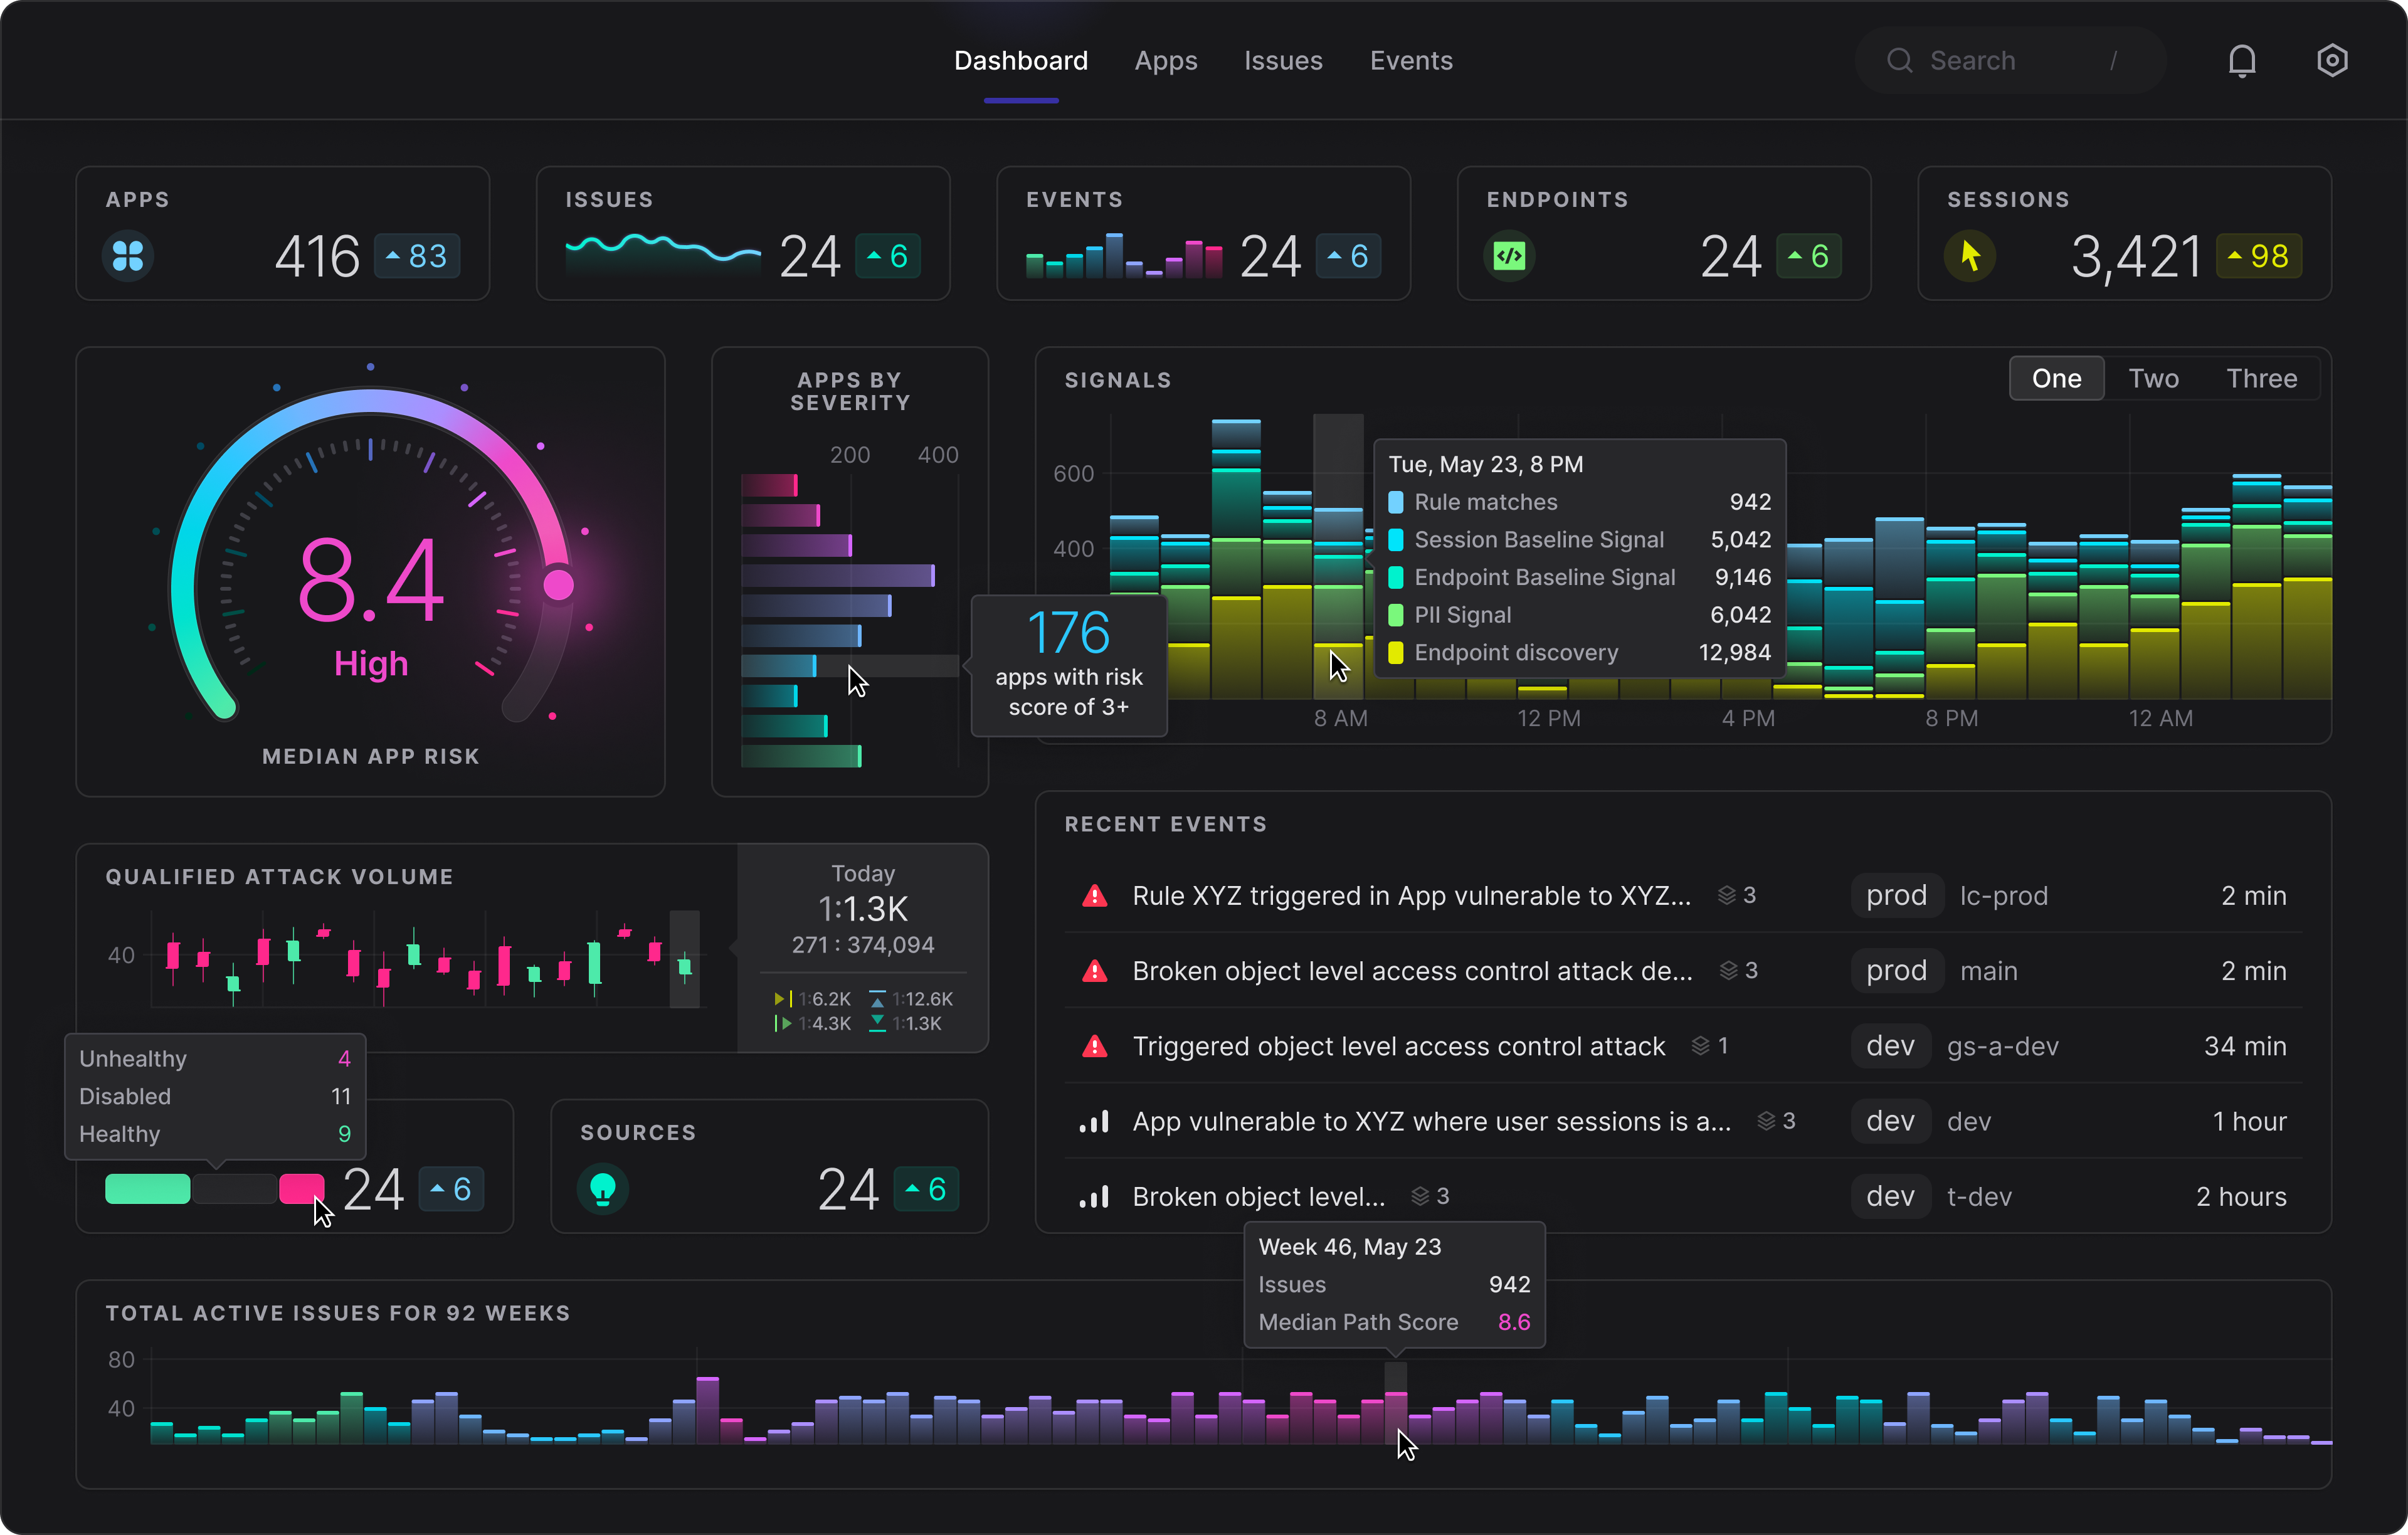 Dashboard
Apps
Issues
Events
Search
/
APPS
416
83
ISSUES
24
6
EVENTS
24
6
ENDPOINTS
24
6
SESSIONS
3,421
98
8.4
High
MEDIAN APP RISK
APPS BY
SEVERITY
200 400
176
apps with risk
score of 3+
SIGNALS
One Two Three
600
400
Tue, May 23, 8 PM
Rule matches 942
Session Baseline Signal 5,042
Endpoint Baseline Signal 9,146
PII Signal 6,042
Endpoint discovery 12,984
8 AM 12 PM 4 PM 8 PM 12 AM
QUALIFIED ATTACK VOLUME
40
Today
1:1.3K
271 : 374,094
1:6.2K 1:12.6K
1:4.3K 1:1.3K
RECENT EVENTS
Rule XYZ triggered in App vulnerable to XYZ... 3 prod lc-prod 2 min
Broken object level access control attack de... 3 prod main 2 min
Triggered object level access control attack 1 dev gs-a-dev 34 min
App vulnerable to XYZ where user sessions is a... 3 dev dev 1 hour
Broken object level... 3 dev t-dev 2 hours
Unhealthy 4
Disabled 11
Healthy 9
24
6
SOURCES
24
6
Week 46, May 23
Issues 942
Median Path Score 8.6
TOTAL ACTIVE ISSUES FOR 92 WEEKS
80
40